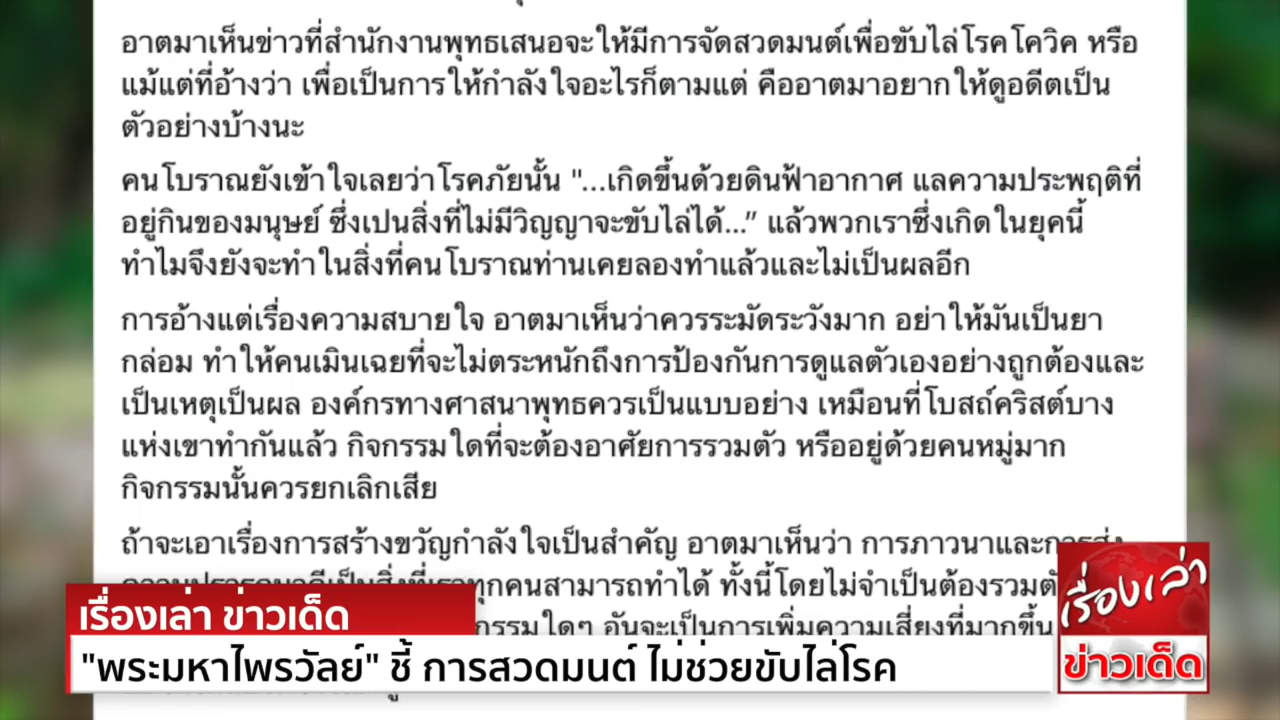 อาตมาเห็นข่าวที่สำนักงานพุทธเสนอจะให้มีการจัดสวดมนต์เพื่อขับไล่โรคโควิค หรือ
แม้แต่ที่อ้างว่า เพื่อเป็นการให้กำลังใจอะไรก็ตามแต่ คืออาตมาอยากให้ดูอดีตเป็น
ตัวอย่างบ้างนะ
คนโบราณยังเข้าใจเลยว่าโรคภัยนั้น "...เกิดขึ้นด้วยดินฟ้าอากาศ แลความประพฤติที่
อยู่กินของมนุษย์ ซึ่งเปนสิ่งที่ไม่มีวิญญาจะขับไล่ได้..." แล้วพวกเราซึ่งเกิดในยุคนี้
ทำไมจึงยังจะทำในสิ่งที่คนโบราณท่านเคยลองทำแล้วและไม่เป็นผลอีก
การอ้างแต่เรื่องความสบายใจ อาตมาเห็นว่าควรระมัดระวังมาก อย่าให้มันเป็นยา
กล่อม ทำให้คนเมินเฉยที่จะไม่ตระหนักถึงการป้องกันการดูแลตัวเองอย่างถูกต้องและ
เป็นเหตุเป็นผล องค์กรทางศาสนาพุทธควรเป็นแบบอย่าง เหมือนที่โบสถ์คริสต์บาง
แห่งเขาทำกันแล้ว กิจกรรมใดที่จะต้องอาศัยการรวมตัว หรืออยู่ด้วยคนหมู่มาก
กิจกรรมนั้นควรยกเลิกเสีย
ถ้าจะเอาเรื่องการสร้างขวัญกำลังใจเป็นสำคัญ อาตมาเห็นว่า การภาวนาและการส่ง
ความปรารถนาดีเป็นสิ่งที่เราทุกคนสามารถทำได้ ทั้งนี้โดยไม่จำเป็นต้องรวมตัว
ใดๆ อันจะเป็นการเพิ่มความเสี่ยงที่มากขึ้น
เรื่องเล่า ข่าวเด็ด
"พระมหาไพรวัลย์" ชี้ การสวดมนต์ ไม่ช่วยขับไล่โรค
เรื่องเล่า
ข่าวเด็ด